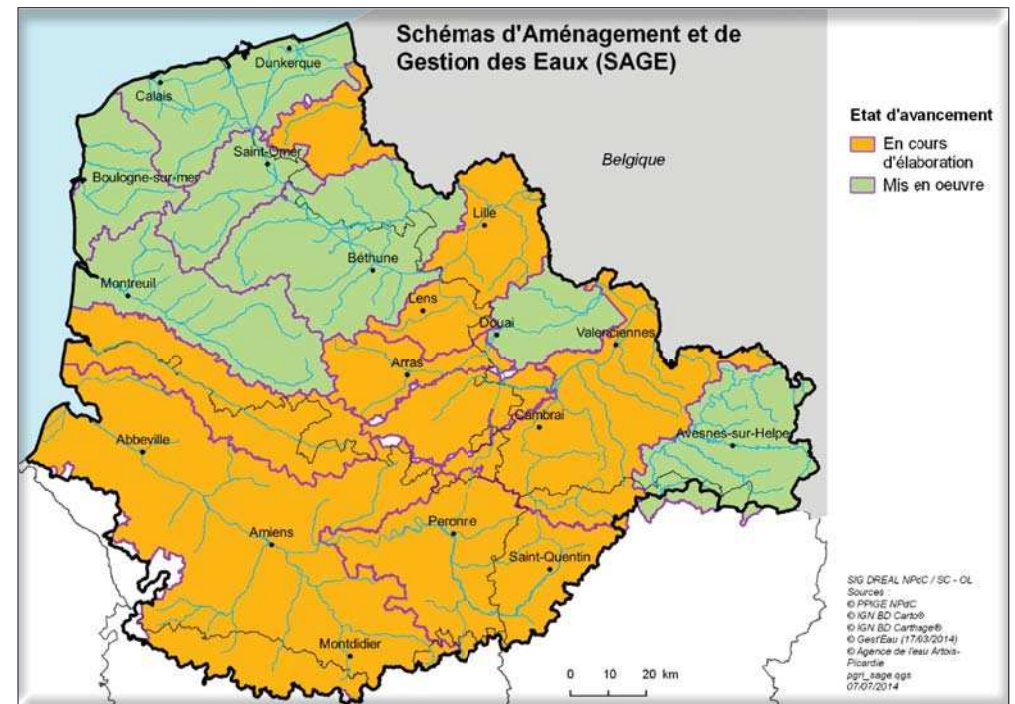 Schémas d'Aménagement et de
Gestion des Eaux (SAGE)
Etat d'avancement
En cours
d'élaboration
Mis en oeuvre
Belgique
Dunkerque
Calais
Saint-Omer
Boulogne-sur-mer
Lille
Béthune
Montreuil
Lens
Douai
Valenciennes
Arras
Cambrai
Avesnes-sur-Helpe
Abbeville
Peronne
Amiens
Saint-Quentin
Montdidier
0 10 20 km
SIG DREAL NPdC / SC - OL
Sources :
© PPIGE NPdC
© IGN BD Carto®
© IGN BD Carthage®
© Gest'Eau (17/03/2014)
© Agence de l'eau Artois-
Picardie
pgri_sage.qgs
07/07/2014